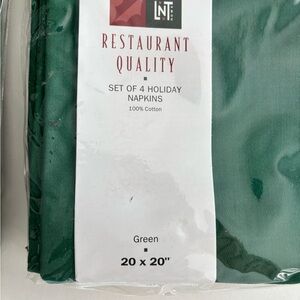 LNT
RESTAURANT
QUALITY
SET OF 4 HOLIDAY
NAPKINS
100% Cotton
Green
20 x 20"